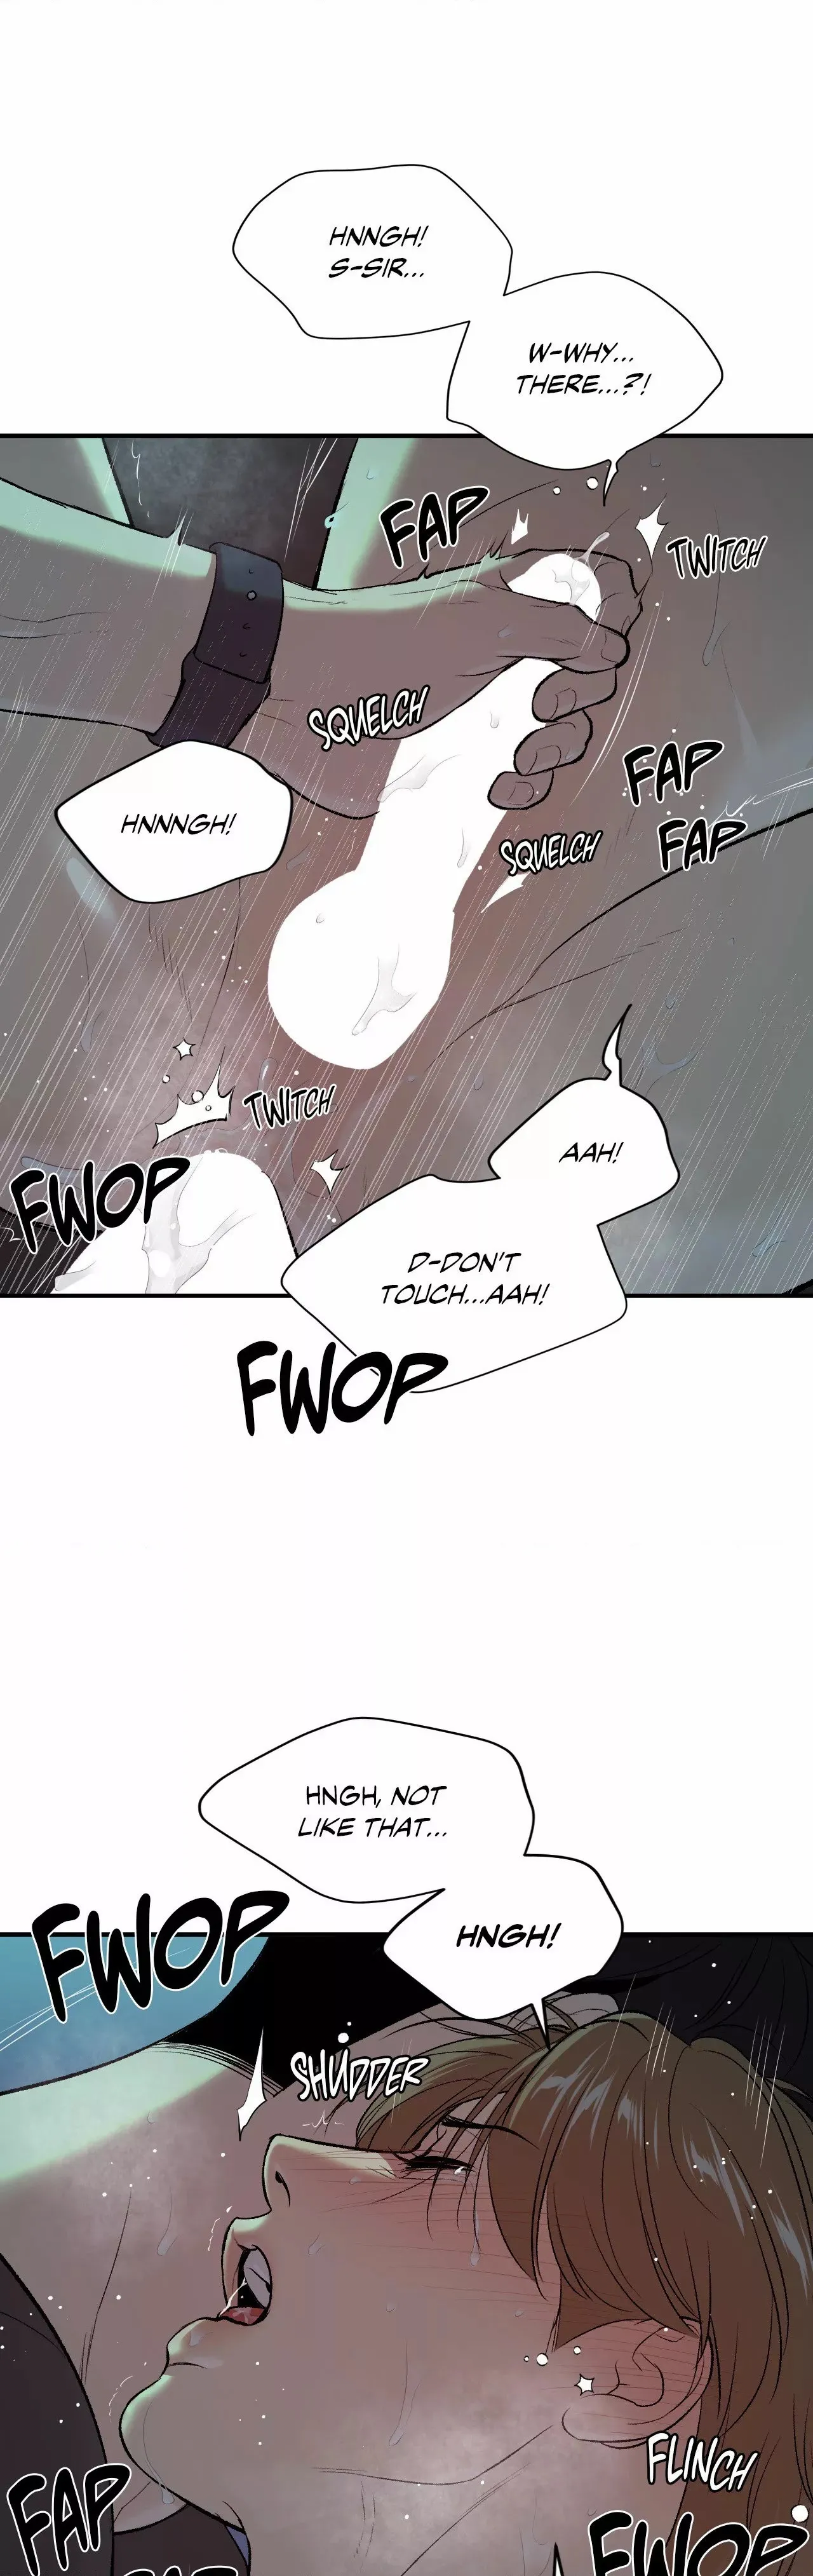 HNNGH!
S-SIR...
W-WHY...
THERE...?!
FAP
TWITCH
SQUELCH
FAP
HNNNGH!
FAP
SQUELCH
TWITCH
AAH!
FWOP
D-DON'T
TOUCH...AAH!
FWOP
HNGH, NOT
LIKE THAT...
HNGH!
FWOP
SHUDDER
FLINCH
FAP
FWOP